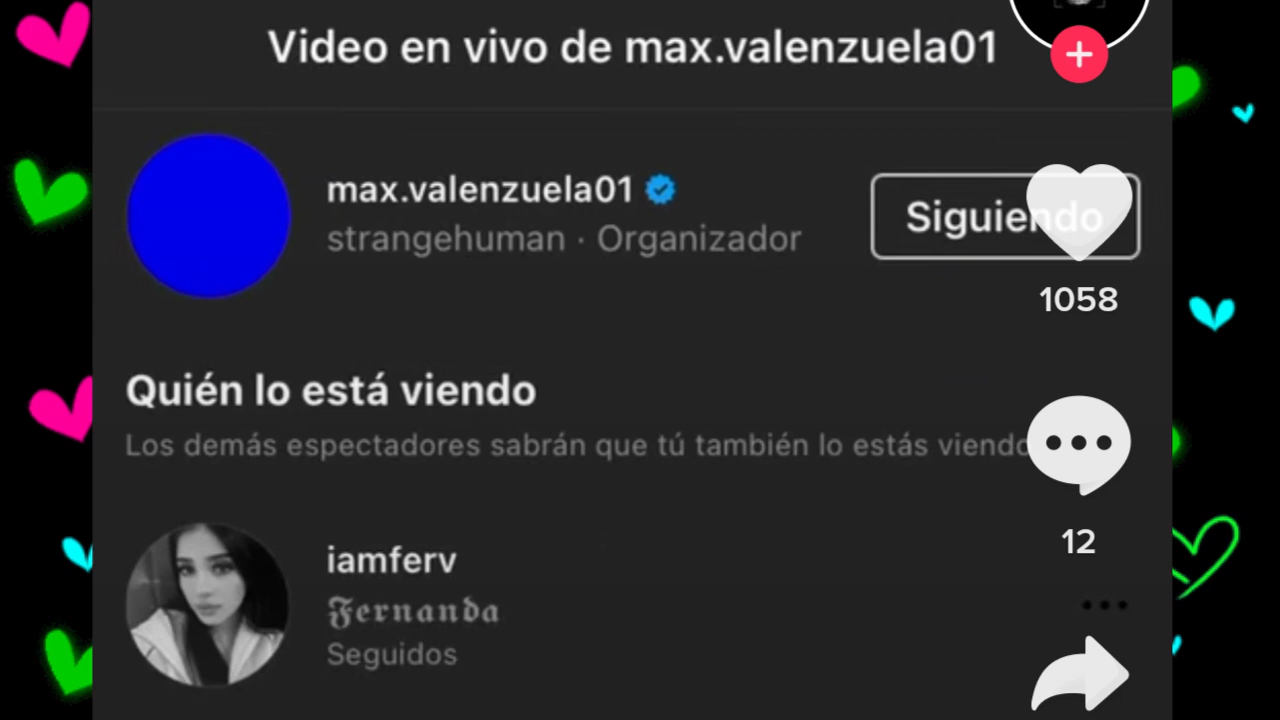 Video en vivo de max.valenzuela01
max.valenzuela01
strangehuman · Organizador
Siguiendo
1058
Quién lo está viendo
Los demás espectadores sabrán que tú también lo estás viendo
12
iamferv
𝕱𝖊𝖗𝖓𝖆𝖓𝖉𝖆
Seguidos